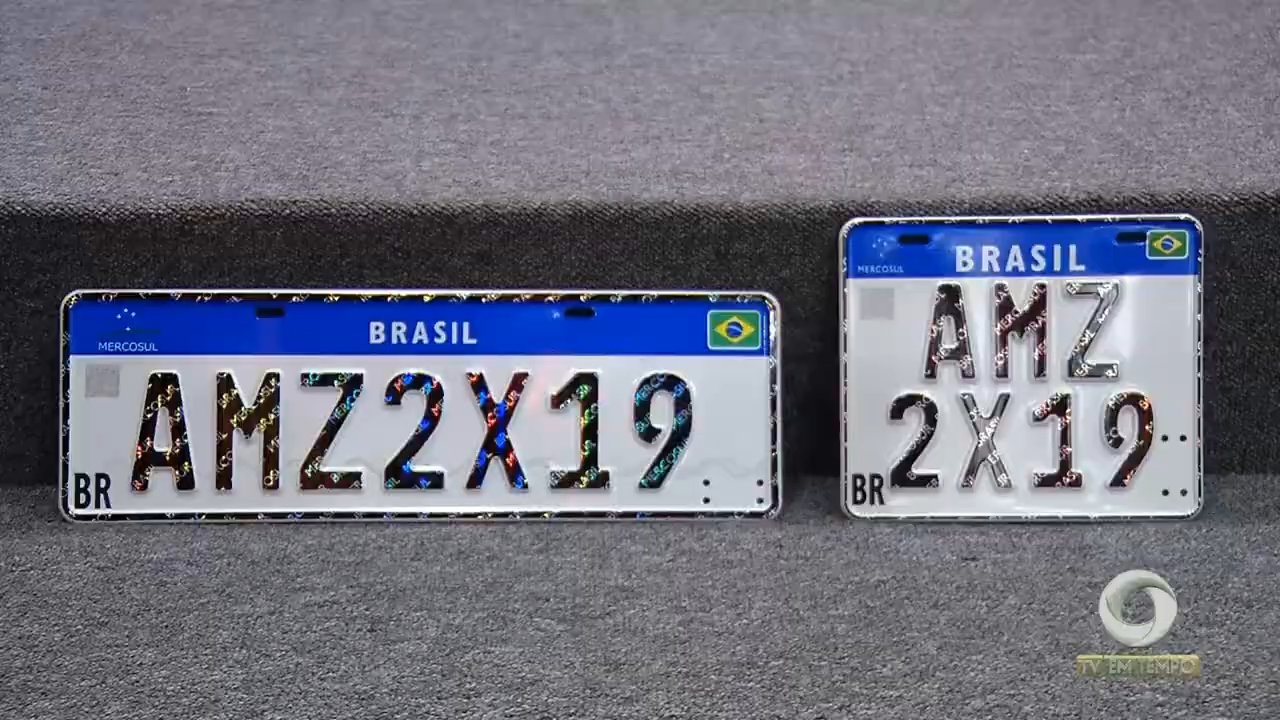 MERCOSUL
BRASIL
AMZ2X19
BR
MERCOSUL
BRASIL
AMZ
2X19
BR
TV EM TEMPO